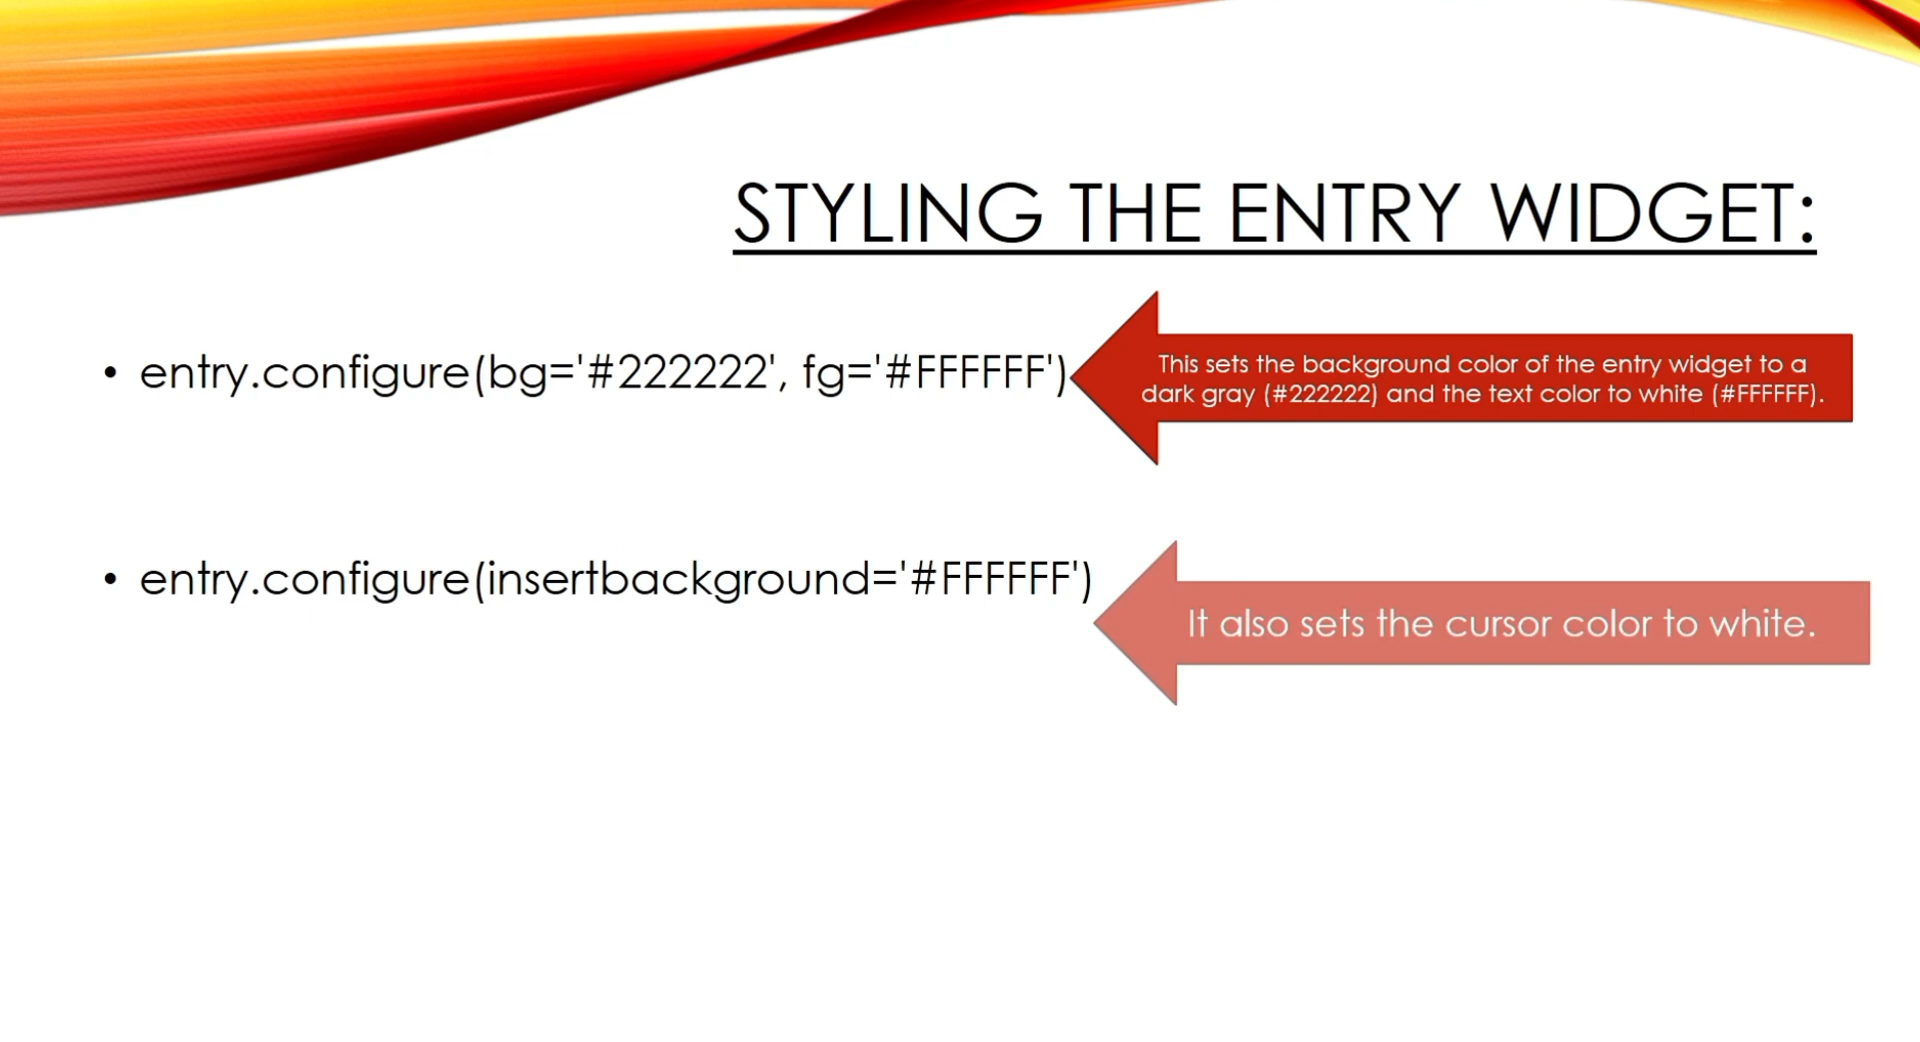 STYLING THE ENTRY WIDGET:
• entry.configure(bg='#222222', fg='#FFFFFF')
This sets the background color of the entry widget to a
dark gray (#222222) and the text color to white (#FFFFFF).
• entry.configure(insertbackground='#FFFFFF')
It also sets the cursor color to white.